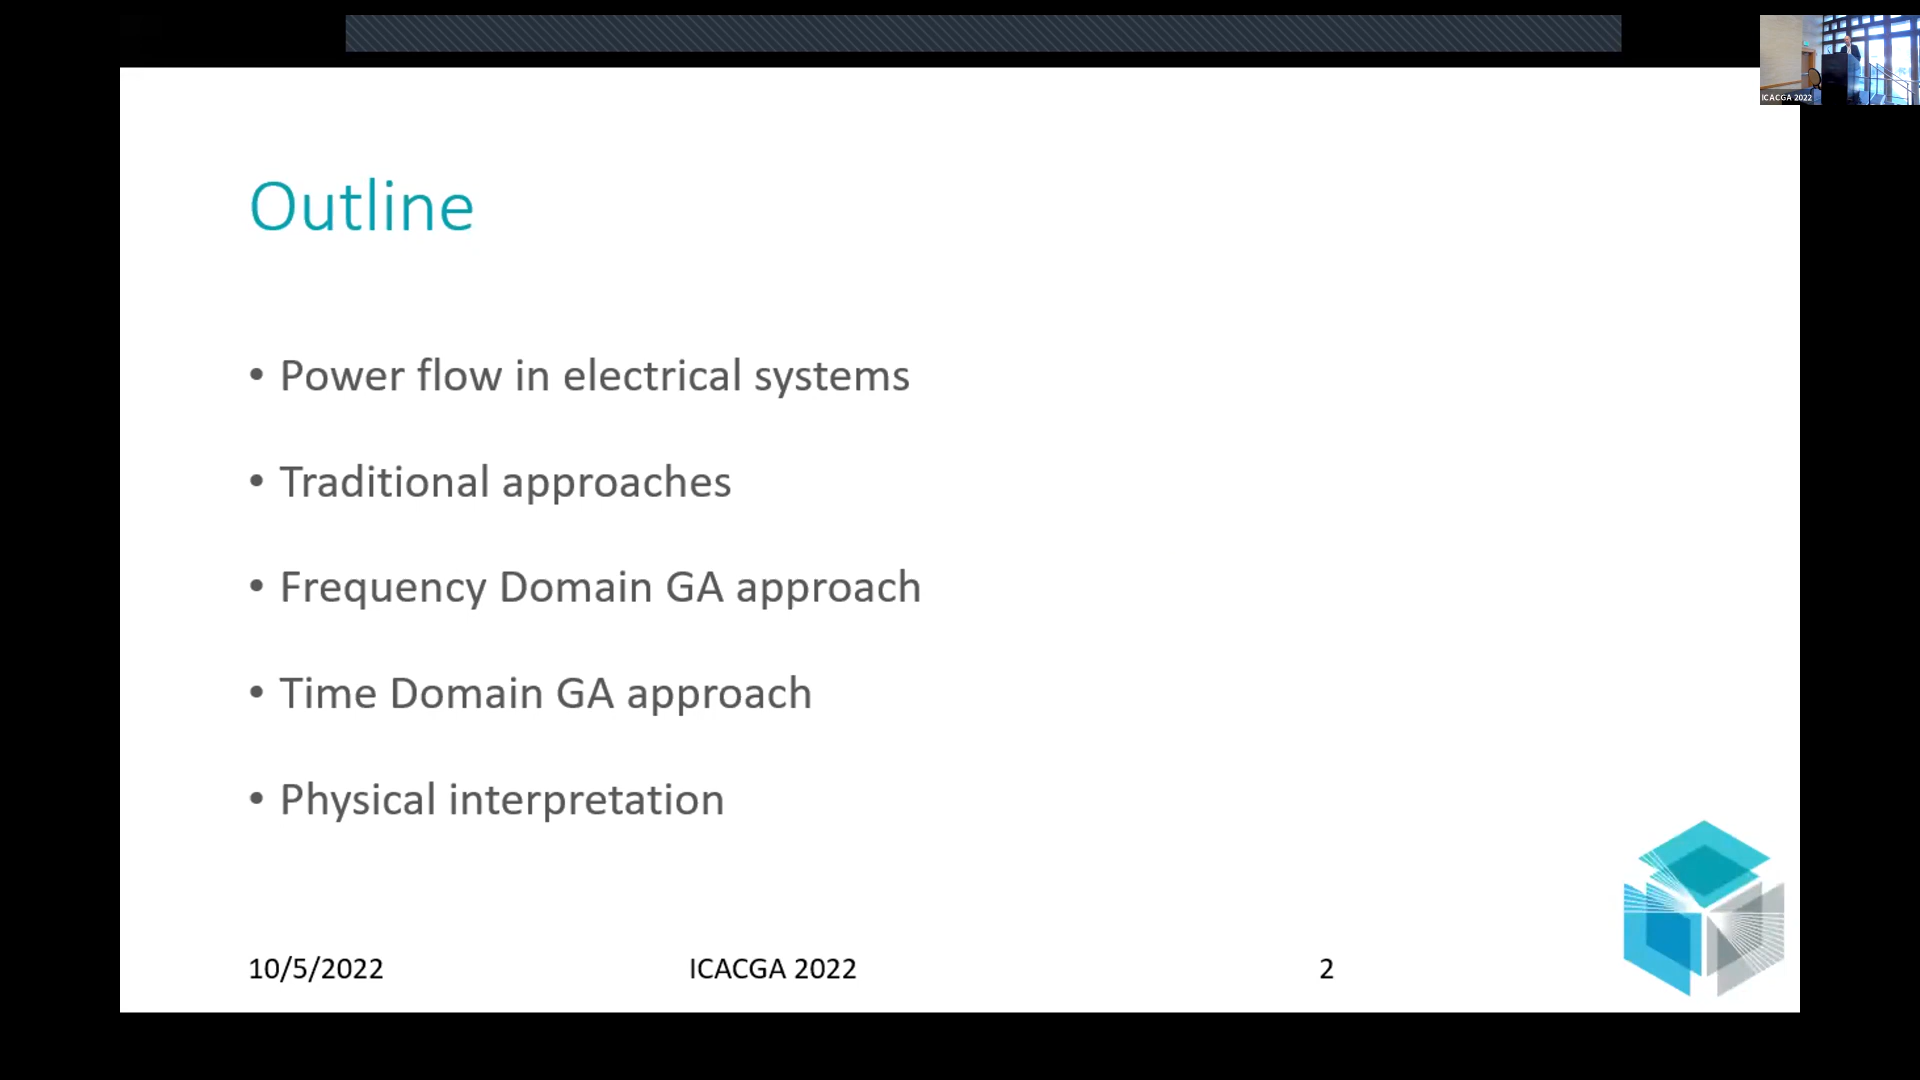 ICACGA 2022
Outline
• Power flow in electrical systems
• Traditional approaches
• Frequency Domain GA approach
• Time Domain GA approach
• Physical interpretation
10/5/2022 ICACGA 2022 2